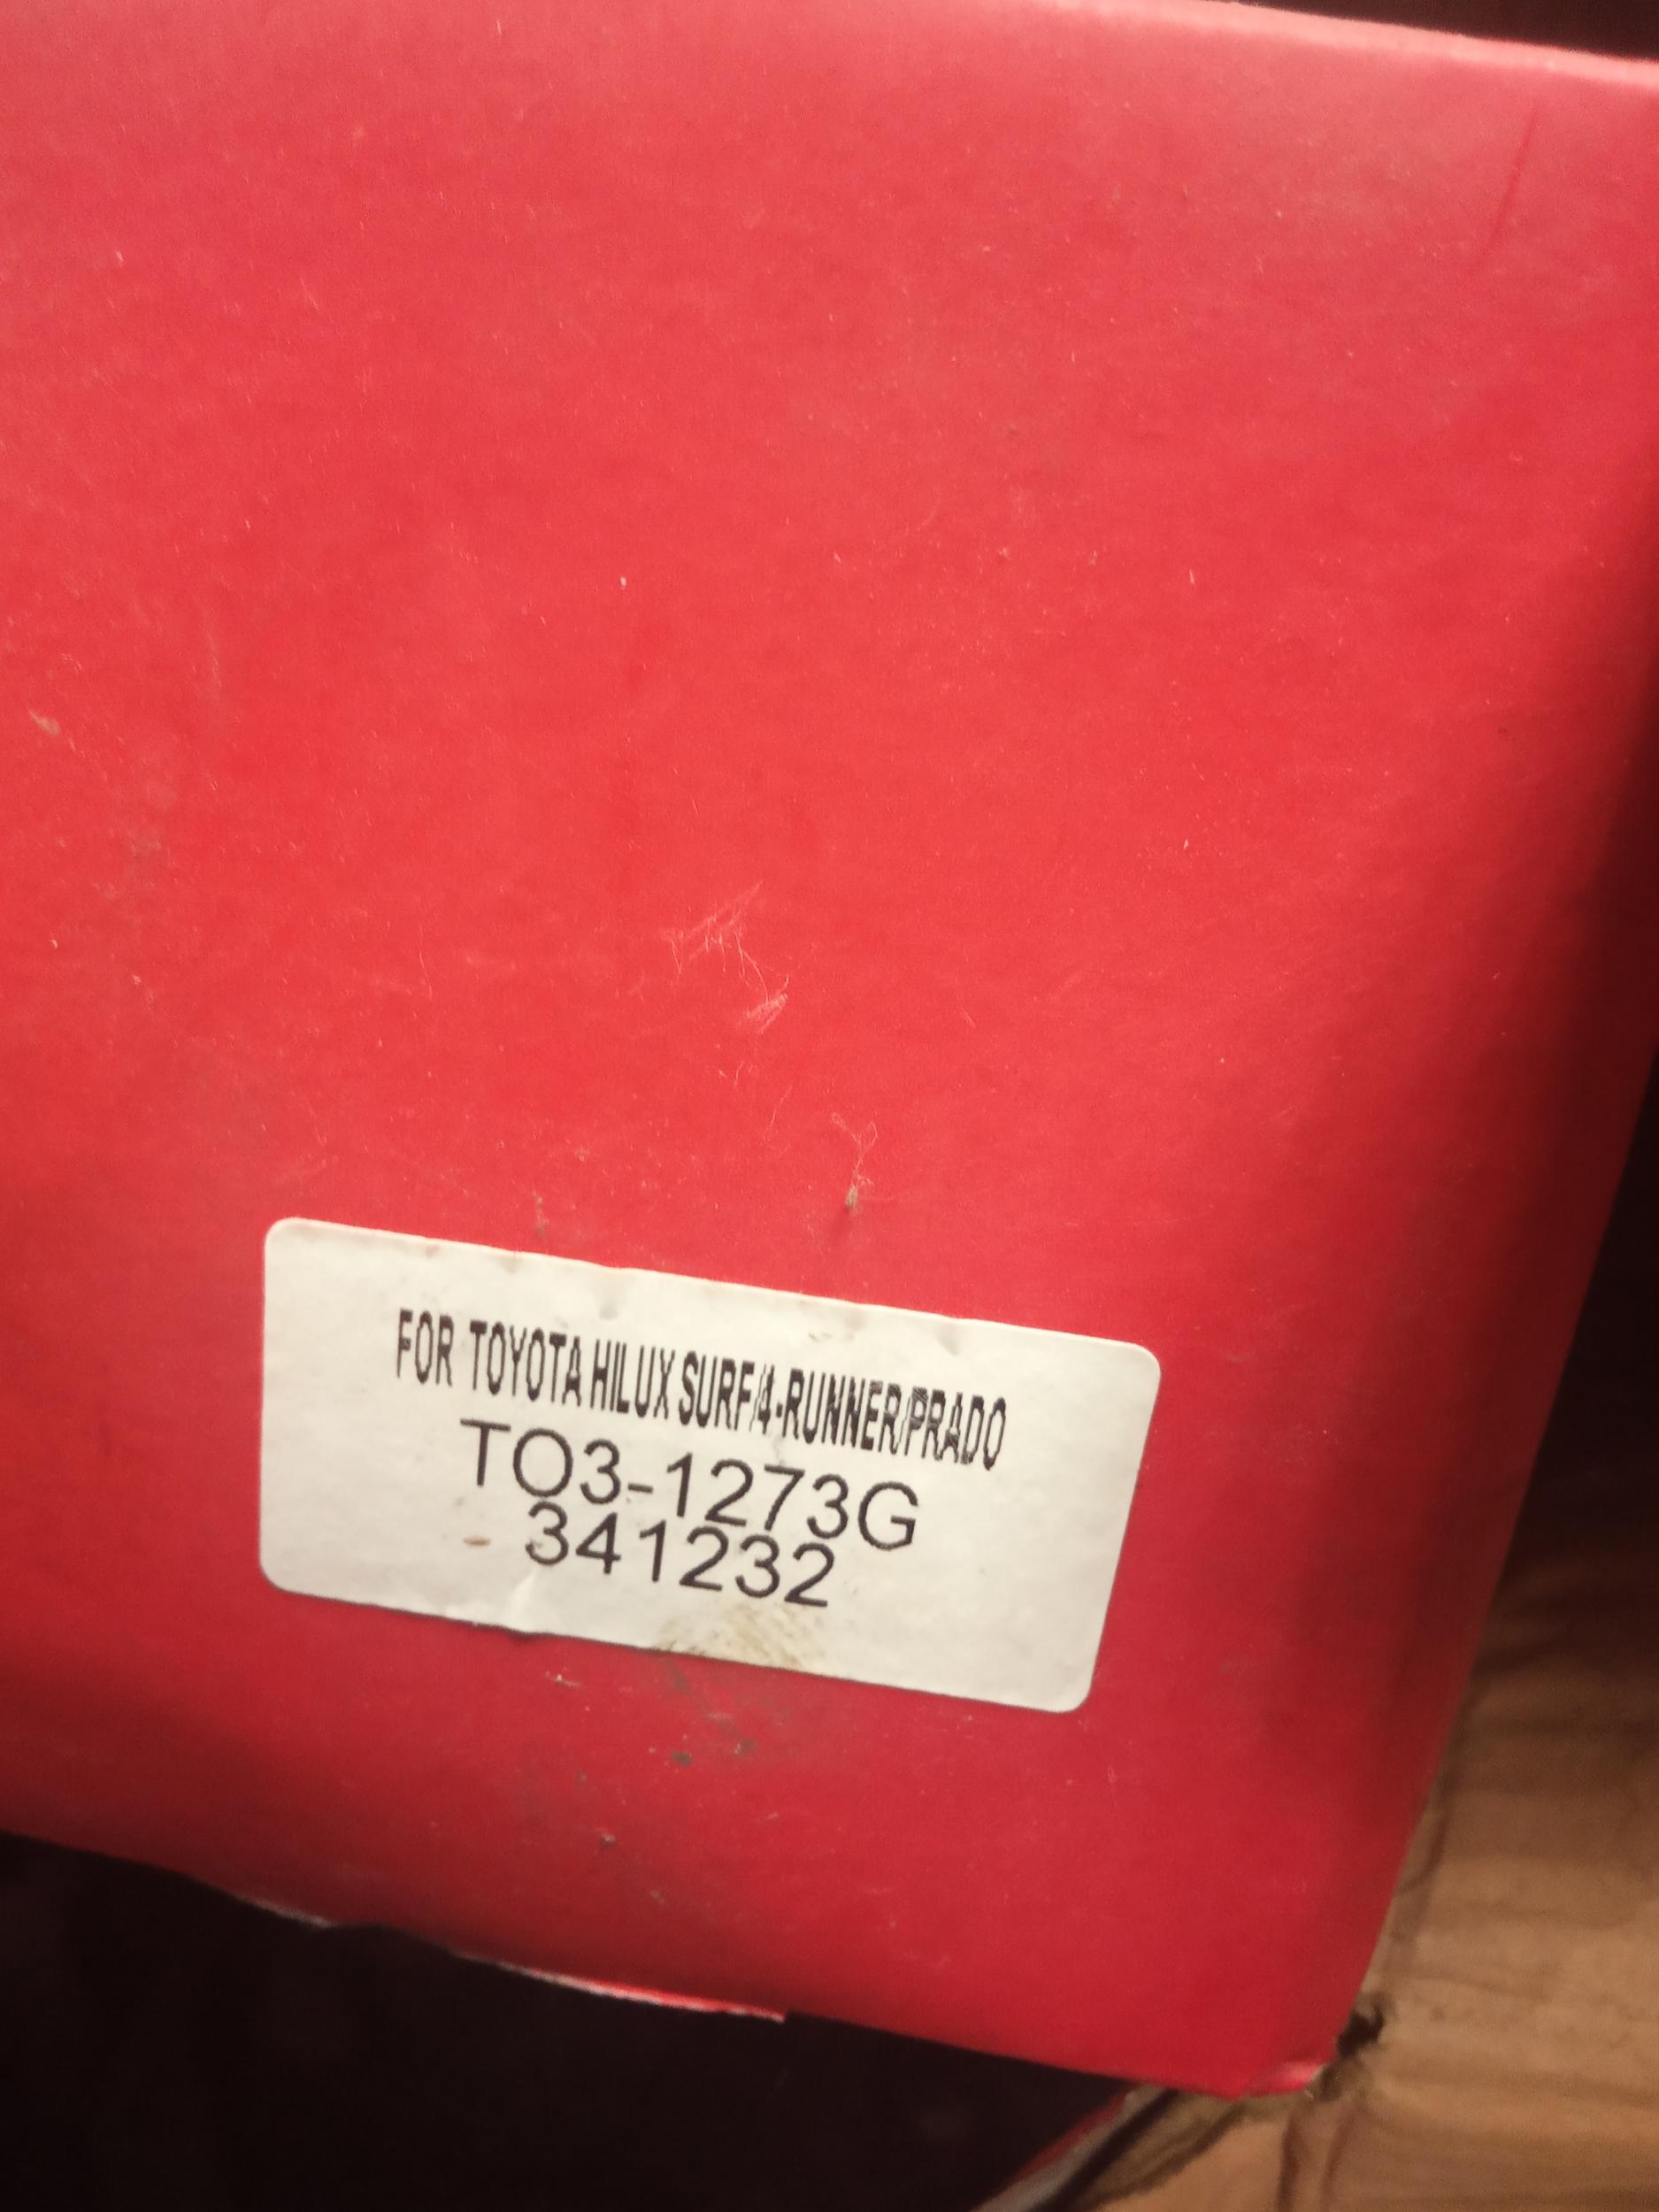 FOR TOYOTA HILUX SURF/4-RUNNER/PRADO
TO3-1273G
341232